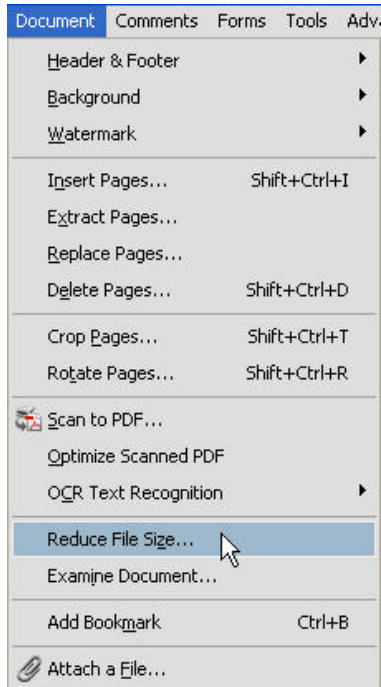 Document Comments Forms Tools Adva
Header & Footer
Background
Watermark
Insert Pages... Shift+Ctrl+I
Extract Pages...
Replace Pages...
Delete Pages... Shift+Ctrl+D
Crop Pages... Shift+Ctrl+T
Rotate Pages... Shift+Ctrl+R
Scan to PDF...
Optimize Scanned PDF
OCR Text Recognition
Reduce File Size...
Examine Document...
Add Bookmark Ctrl+B
Attach a File...